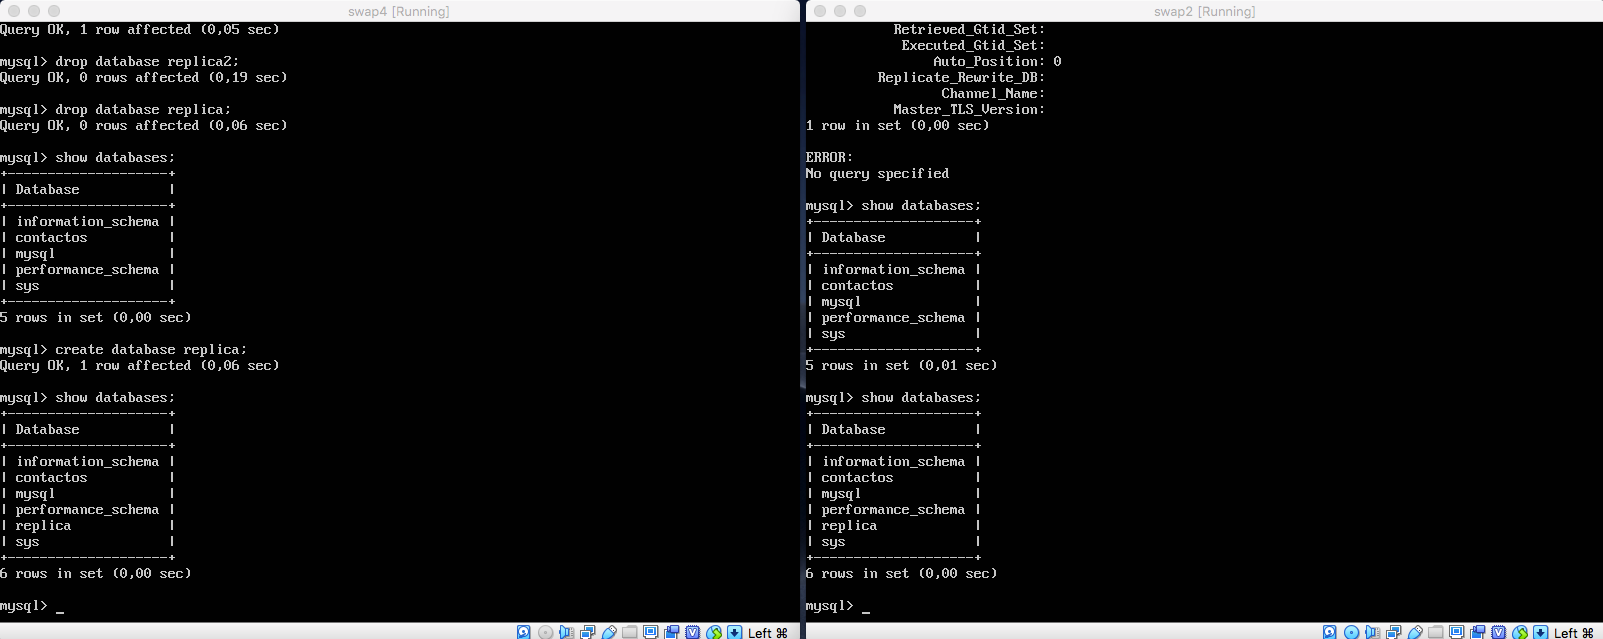 swap4 [Running]
Query OK, 1 row affected (0,05 sec)
mysql> drop database replica2;
Query OK, 0 rows affected (0,19 sec)
mysql> drop database replica;
Query OK, 0 rows affected (0,06 sec)
mysql> show databases;
+--------------------+
| Database           |
+--------------------+
| information_schema |
| contactos          |
| mysql              |
| performance_schema |
| sys                |
+--------------------+
5 rows in set (0,00 sec)
mysql> create database replica;
Query OK, 1 row affected (0,06 sec)
mysql> show databases;
+--------------------+
| Database           |
+--------------------+
| information_schema |
| contactos          |
| mysql              |
| performance_schema |
| replica            |
| sys                |
+--------------------+
6 rows in set (0,00 sec)
mysql> _
Left ⌘
swap2 [Running]
Retrieved_Gtid_Set:
Executed_Gtid_Set:
Auto_Position: 0
Replicate_Rewrite_DB:
Channel_Name:
Master_TLS_Version:
1 row in set (0,00 sec)
ERROR:
No query specified
mysql> show databases;
+--------------------+
| Database           |
+--------------------+
| information_schema |
| contactos          |
| mysql              |
| performance_schema |
| sys                |
+--------------------+
5 rows in set (0,01 sec)
mysql> show databases;
+--------------------+
| Database           |
+--------------------+
| information_schema |
| contactos          |
| mysql              |
| performance_schema |
| replica            |
| sys                |
+--------------------+
6 rows in set (0,00 sec)
mysql> _
Left ⌘